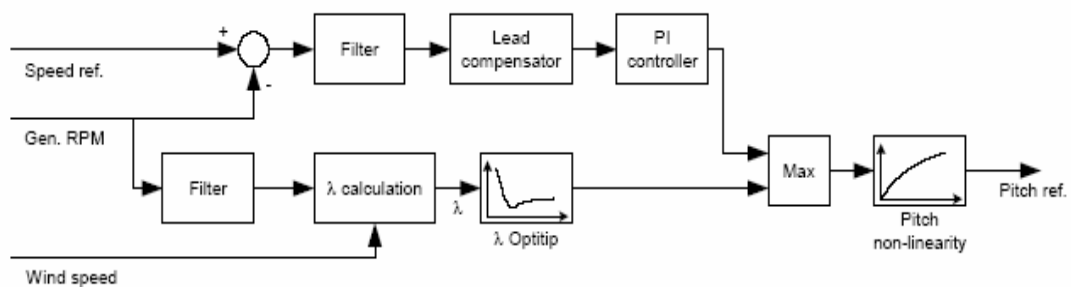 +
Speed ref.
-
Filter
Lead
compensator
PI
controller
Gen. RPM
Filter
λ calculation
λ
λ Optitip
Max
Pitch
non-linearity
Pitch ref.
Wind speed